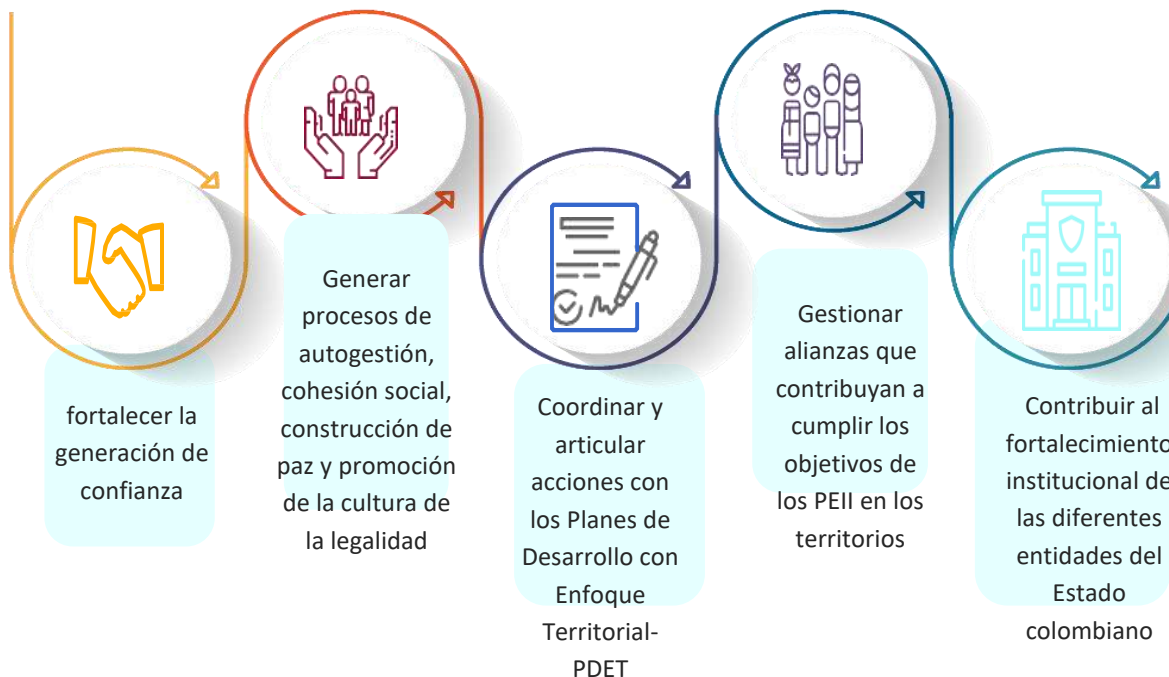 fortalecer la
generación de
confianza
Generar
procesos de
autogestión,
cohesión social,
construcción de
paz y promoción
de la cultura de
la legalidad
Coordinar y
articular
acciones con
los Planes de
Desarrollo con
Enfoque
Territorial-
PDET
Gestionar
alianzas que
contribuyan a
cumplir los
objetivos de
los PEII en los
territorios
Contribuir al
fortalecimiento
institucional de
las diferentes
entidades del
Estado
colombiano